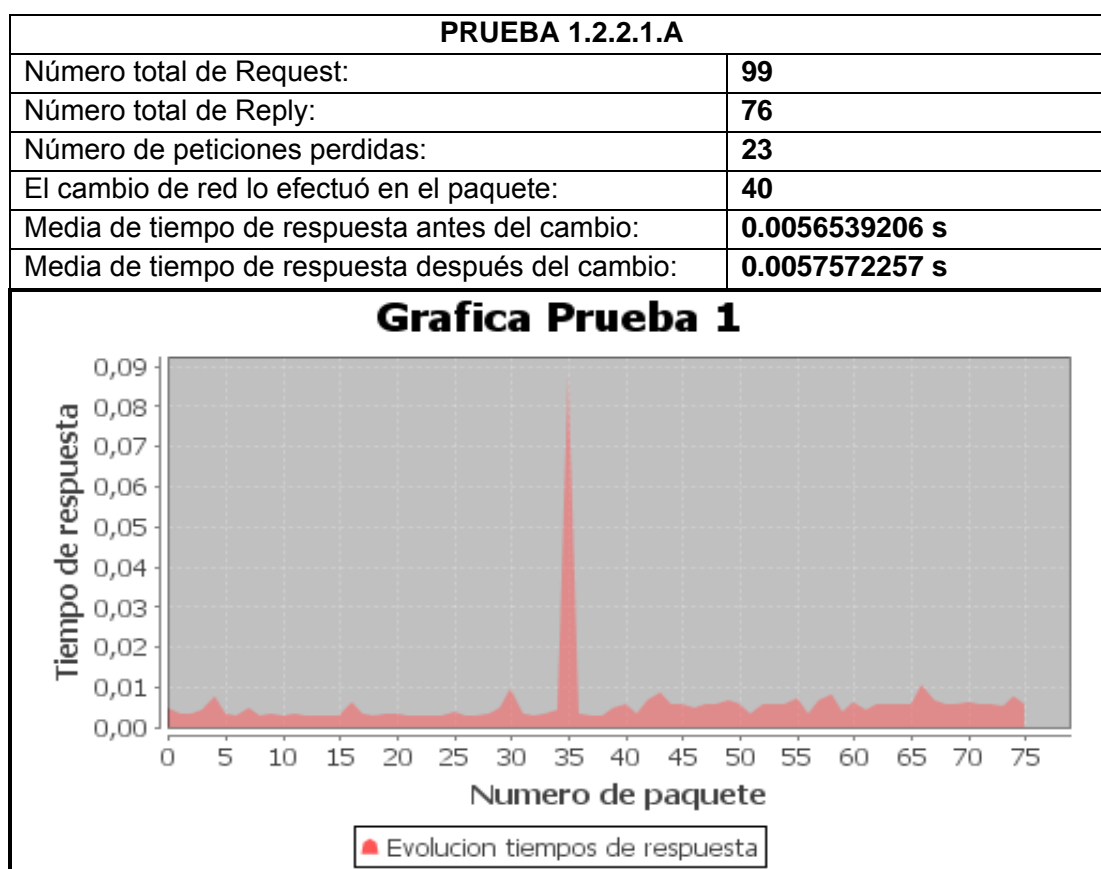 PRUEBA 1.2.2.1.A
Número total de Request: 99
Número total de Reply: 76
Número de peticiones perdidas: 23
El cambio de red lo efectuó en el paquete: 40
Media de tiempo de respuesta antes del cambio: 0.0056539206 s
Media de tiempo de respuesta después del cambio: 0.0057572257 s
Grafica Prueba 1
Tiempo de respuesta
0,09
0,08
0,07
0,06
0,05
0,04
0,03
0,02
0,01
0,00
0 5 10 15 20 25 30 35 40 45 50 55 60 65 70 75
Numero de paquete
Evolucion tiempos de respuesta